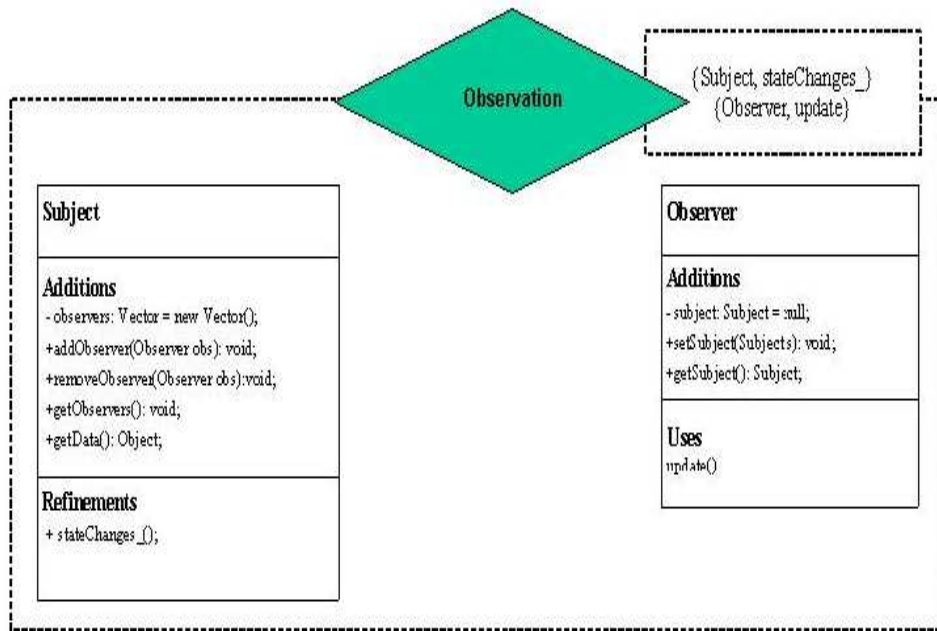 Observation
{Subject, stateChanges_}
{Observer, update}
Subject
Additions
- observers: Vector = new Vector();
+addObserver(Observer obs): void;
+removeObserver(Observer obs):void;
+getObservers(): void;
+getData(): Object;
Refinements
+ stateChanges_();
Observer
Additions
- subject: Subject = null;
+setSubject(Subject s): void;
+getSubject(): Subject;
Uses
update()